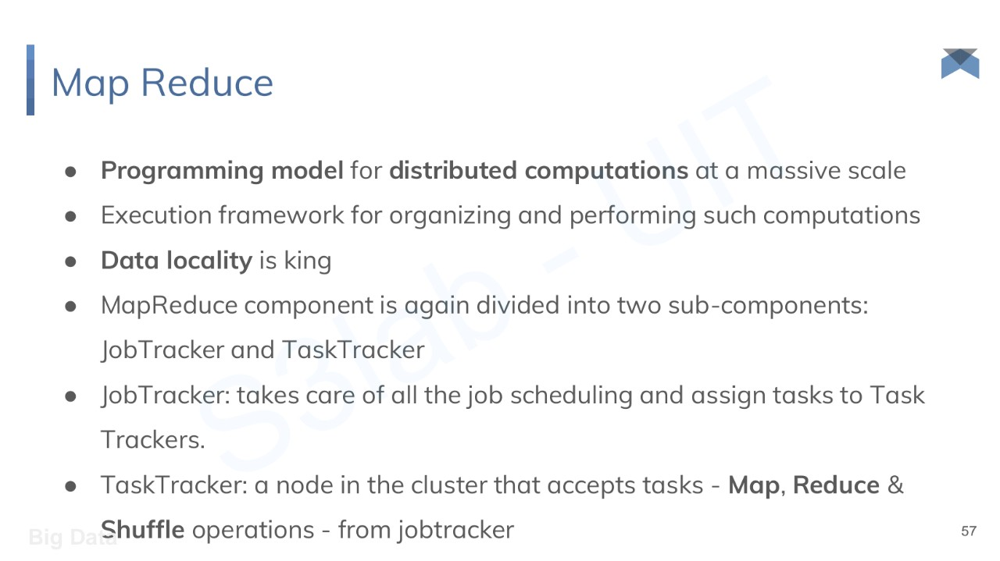 Map Reduce
● Programming model for distributed computations at a massive scale
● Execution framework for organizing and performing such computations
● Data locality is king
● MapReduce component is again divided into two sub-components:
JobTracker and TaskTracker
● JobTracker: takes care of all the job scheduling and assign tasks to Task
Trackers.
● TaskTracker: a node in the cluster that accepts tasks - Map, Reduce &
Shuffle operations - from jobtracker
S3lab - UIT
Big Data
57